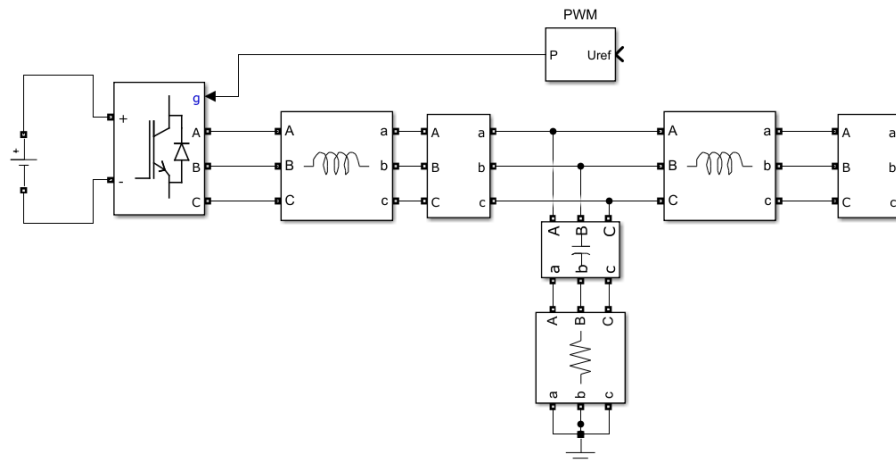 PWM
P Uref
g
+
+
-
A A a A a A a A a
B B b B b B b B b
C C c C c C c C c
A B C
a b c
A B C
a b c